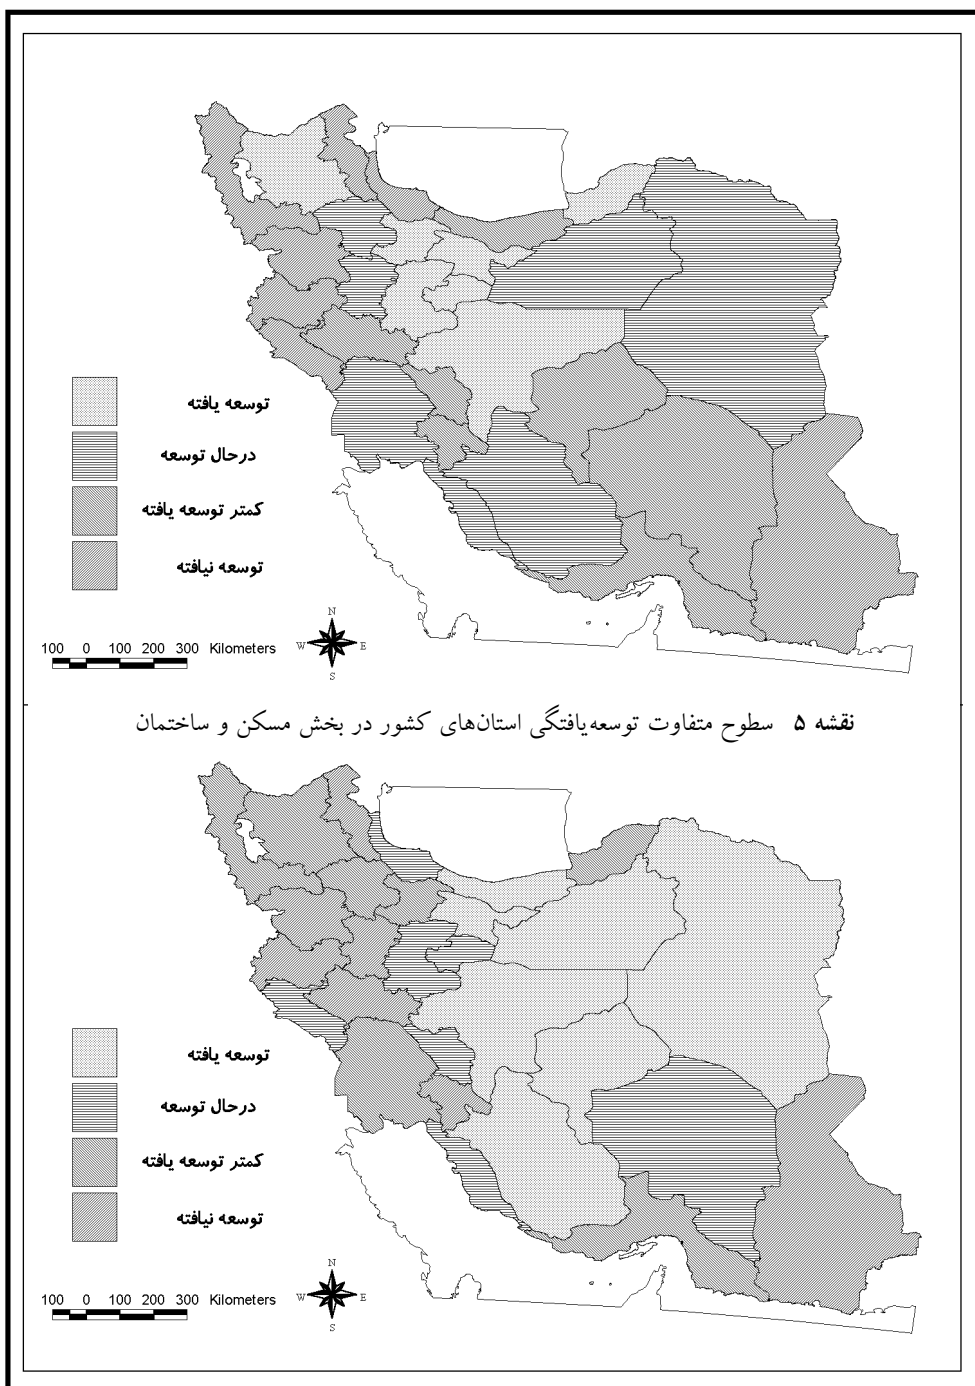 توسعه یافته
درحال توسعه
کمتر توسعه یافته
توسعه نیافته
N
W E
S
100 0 100 200 300 Kilometers
نقشه ۵ سطوح متفاوت توسعه‌یافتگی استان‌های کشور در بخش مسکن و ساختمان
توسعه یافته
درحال توسعه
کمتر توسعه یافته
توسعه نیافته
N
W E
S
100 0 100 200 300 Kilometers